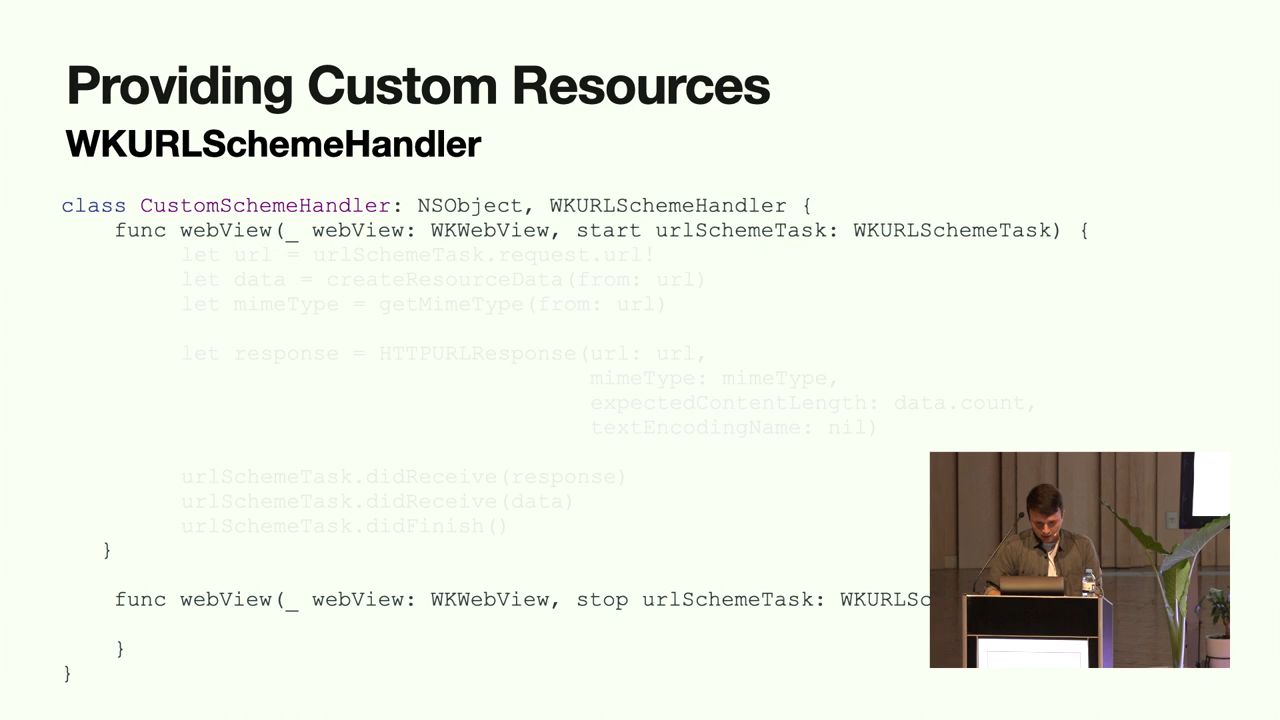 Providing Custom Resources
WKURLSchemeHandler
class CustomSchemeHandler: NSObject, WKURLSchemeHandler {
func webView(_ webView: WKWebView, start urlSchemeTask: WKURLSchemeTask) {
let url = urlSchemeTask.request.url!
let data = createResourceData(from: url)
let mimeType = getMimeType(from: url)
let response = HTTPURLResponse(url: url,
mimeType: mimeType,
expectedContentLength: data.count,
textEncodingName: nil)
urlSchemeTask.didReceive(response)
urlSchemeTask.didReceive(data)
urlSchemeTask.didFinish()
}
func webView(_ webView: WKWebView, stop urlSchemeTask: WKURLSc
}
}